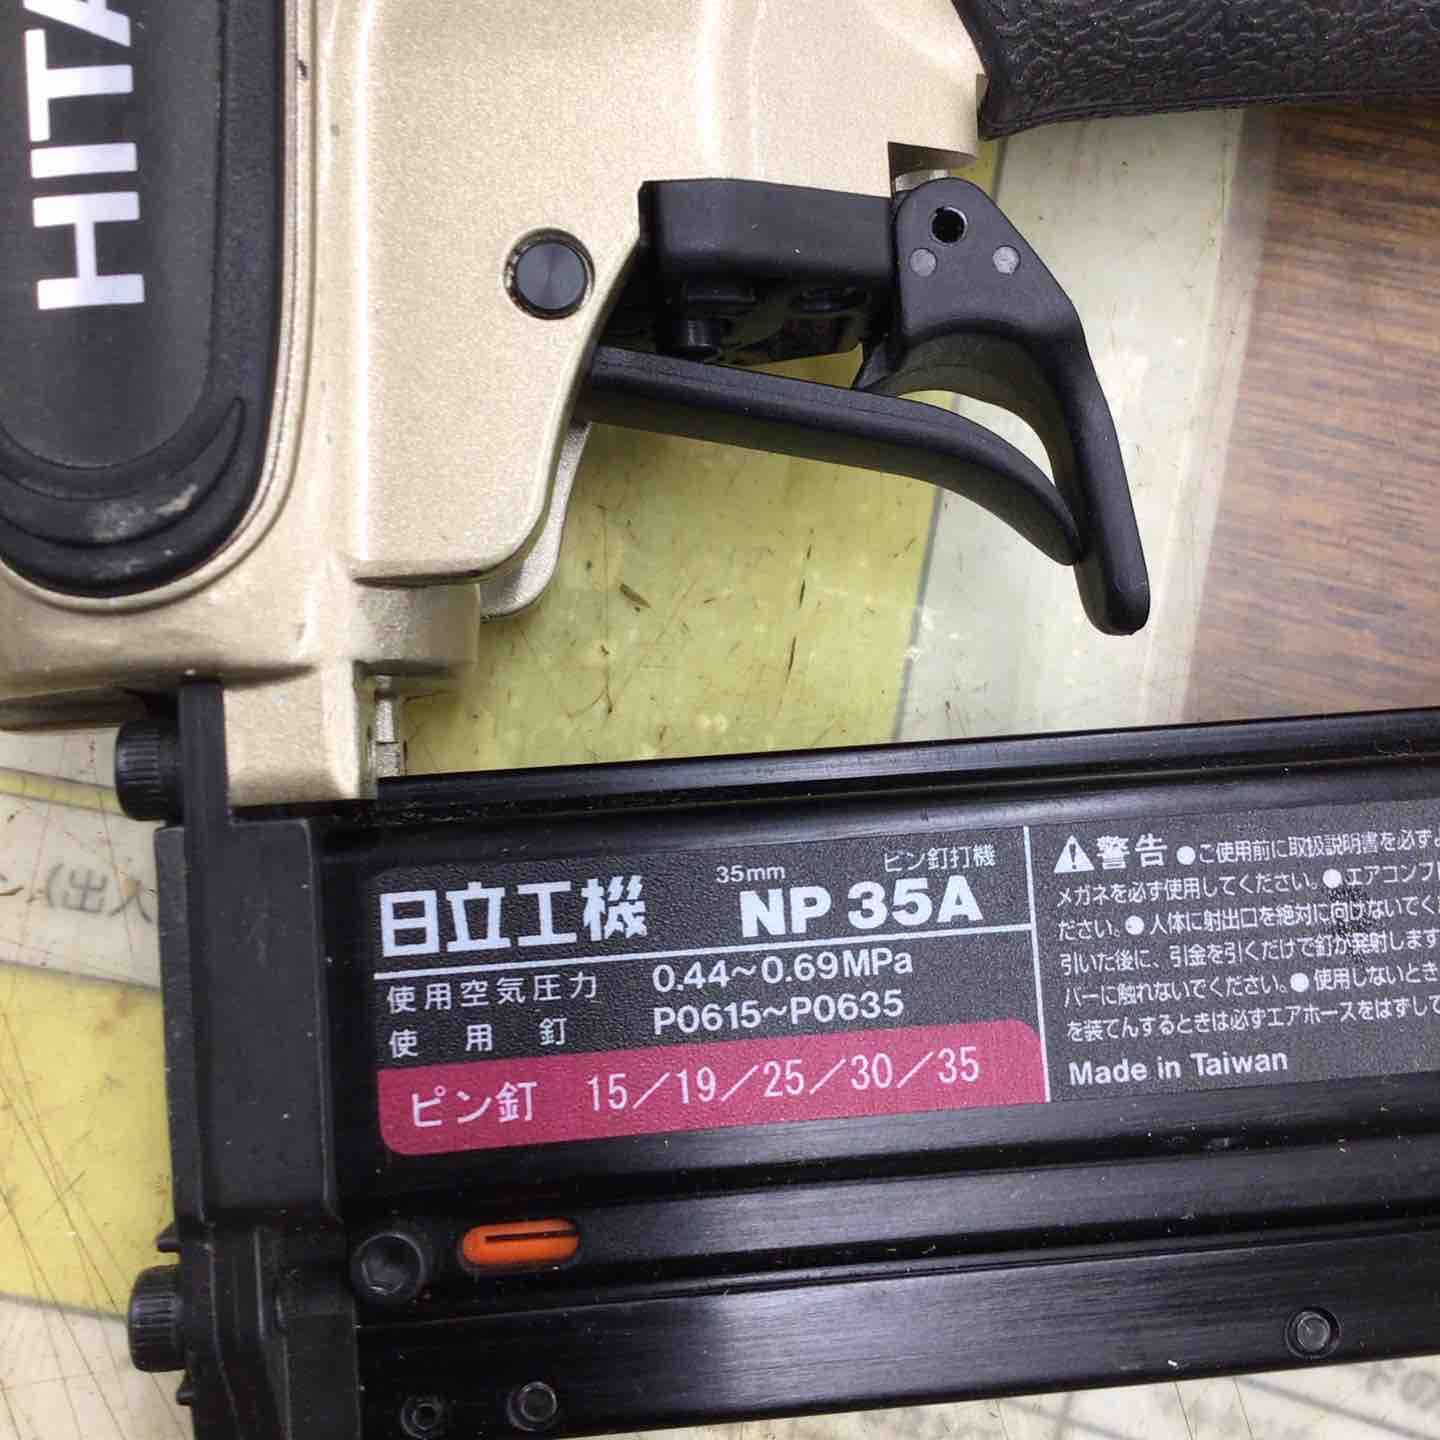 HITA
35mm ピン釘打機
日立工機 NP 35A
使用空気圧力 0.44～0.69MPa
使用釘 P0615～P0635
ピン釘 15／19／25／30／35
警告 ●ご使用前に取扱説明書を必ず
メガネを必ず使用してください。●エアコンプ
ださい。●人体に射出口を絶対に向けないでく
引いた後に、引金を引くだけで釘が発射します
バーに触れないでください。●使用しないとき
を装てんするときは必ずエアホースをはずして
Made in Taiwan
(出入